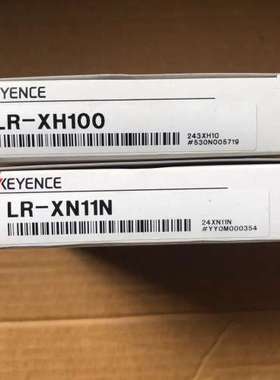 KEYENCE
LR-XH100
243XH10
#530N005719
KEYENCE
LR-XN11N
24XN11N
#YY0M000354